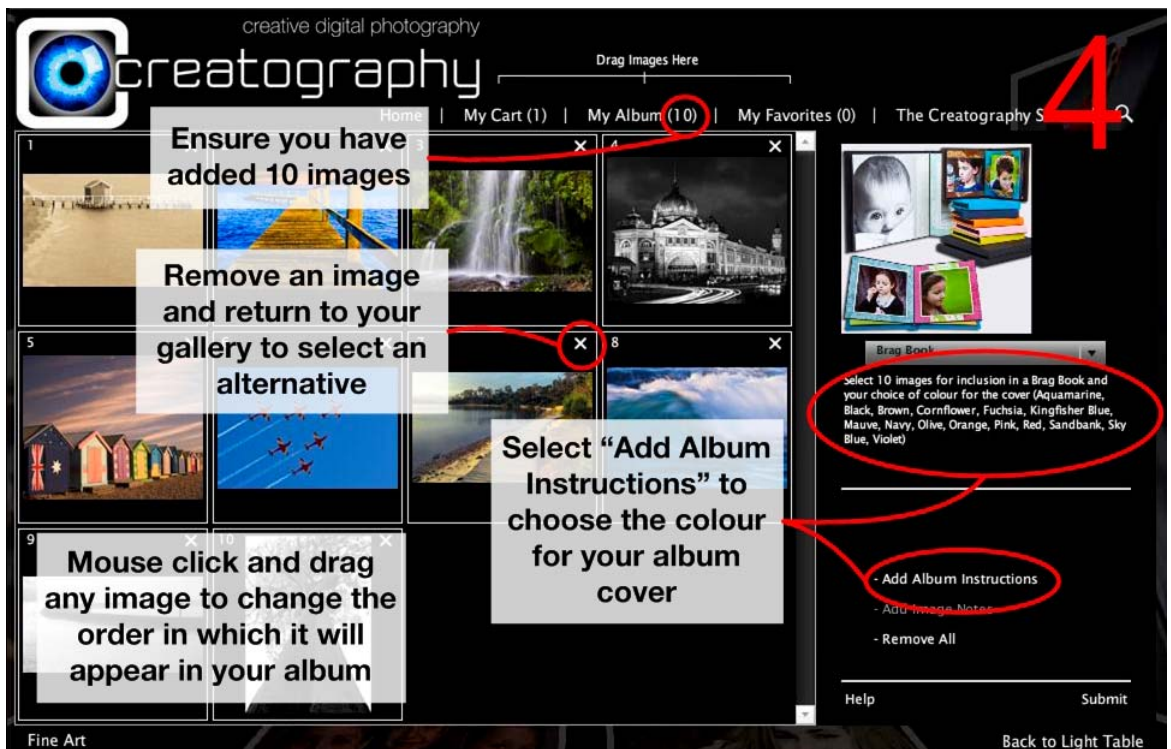 creative digital photography
creatography
Drag Images Here
4
Home | My Cart (1) | My Album (10) | My Favorites (0) | The Creatography S
1
3
4
Ensure you have
added 10 images
Remove an image
and return to your
gallery to select an
alternative
5
8
Brag Book
Select 10 images for inclusion in a Brag Book and
your choice of colour for the cover (Aquamarine,
Black, Brown, Cornflower, Fuchsia, Kingfisher Blue,
Mauve, Navy, Olive, Orange, Pink, Red, Sandbank, Sky
Blue, Violet)
Select “Add Album
Instructions” to
choose the colour
for your album
cover
9
10
Mouse click and drag
any image to change the
order in which it will
appear in your album
- Add Album Instructions
- Add Image Notes
- Remove All
Help
Submit
Fine Art
Back to Light Table